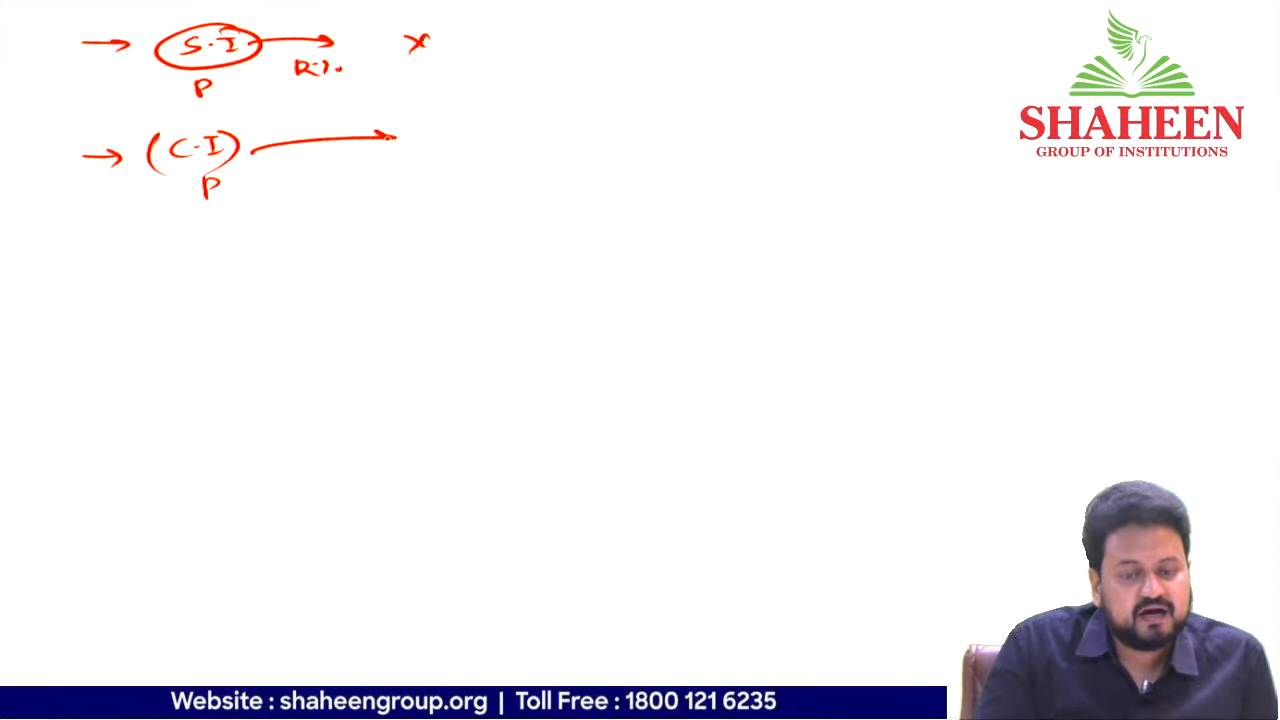 → S.I → x
P R%.
→ (C.I) →
P
SHAHEEN
GROUP OF INSTITUTIONS
Website : shaheengroup.org | Toll Free : 1800 121 6235